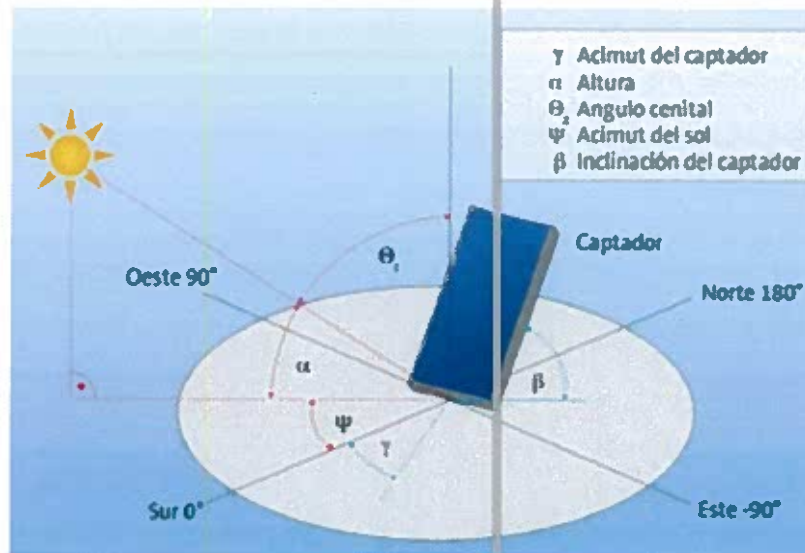 γ Acimut del captador
α Altura
Θz Angulo cenital
Ψ Acimut del sol
β Inclinación del captador
Captador
Θz
Oeste 90°
Norte 180°
α
β
Ψ
γ
Sur 0°
Este -90°